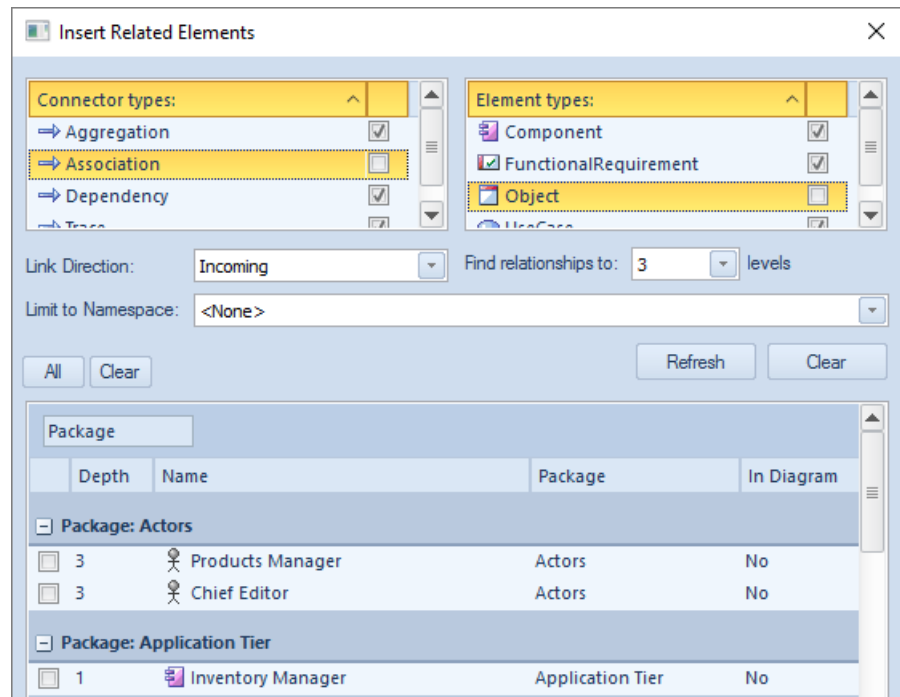 Insert Related Elements
Connector types:
Aggregation
Association
Dependency
Trace
Element types:
Component
FunctionalRequirement
Object
UseCase
Link Direction: Incoming Find relationships to: 3 levels
Limit to Namespace: <None>
All Clear Refresh Clear
Package
Depth Name Package In Diagram
Package: Actors
3 Products Manager Actors No
3 Chief Editor Actors No
Package: Application Tier
1 Inventory Manager Application Tier No